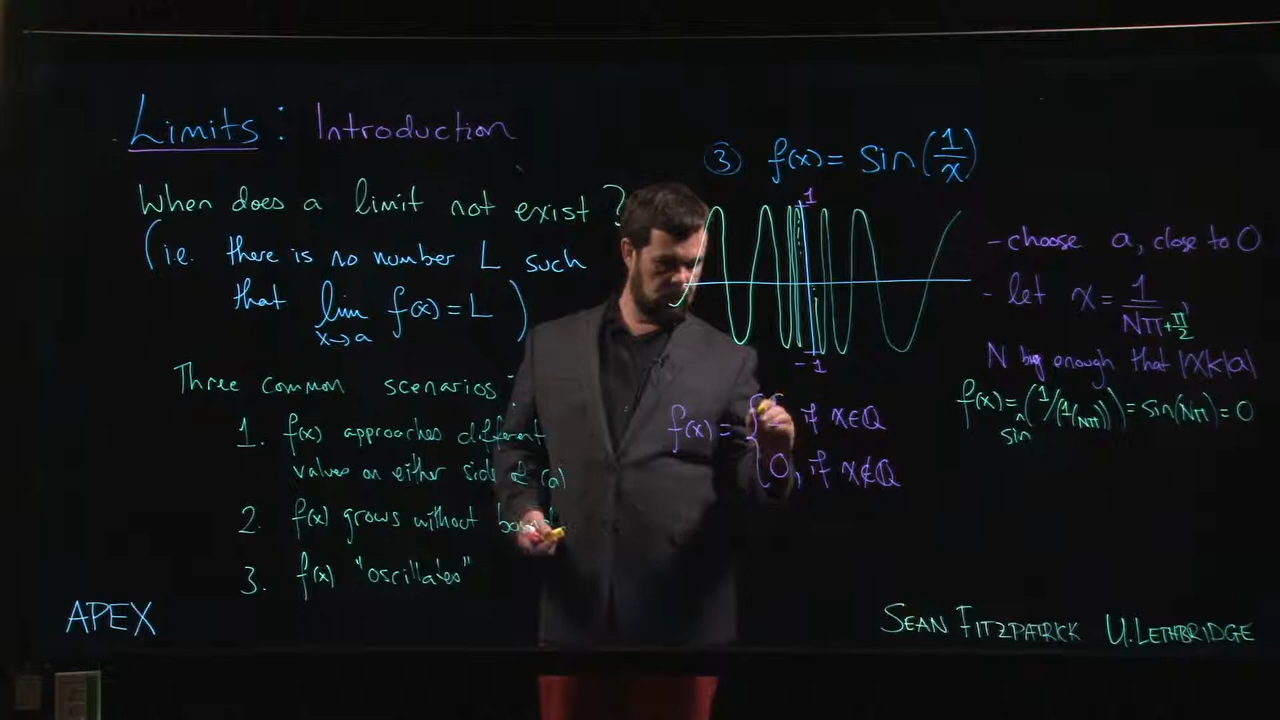 Limits: Introduction
When does a limit not exist?
(i.e. there is no number L such
that lim x→a f(x) = L)
Three common scenarios
1. f(x) approaches different
values on either side of (a)
2. f(x) grows without
3. f(x) "oscillates"
APEX
③ f(x) = sin(1/x)
1
-1
f(x) = { if x∈Q
0, if x∉Q
- choose a, close to 0
- let x = 1/(Nπ + π/2)
N big enough that |x|<|a|
f(x) = sin(1/(1/(Nπ))) = sin(Nπ) = 0
SEAN FITZPATRICK U. LETHBRIDGE